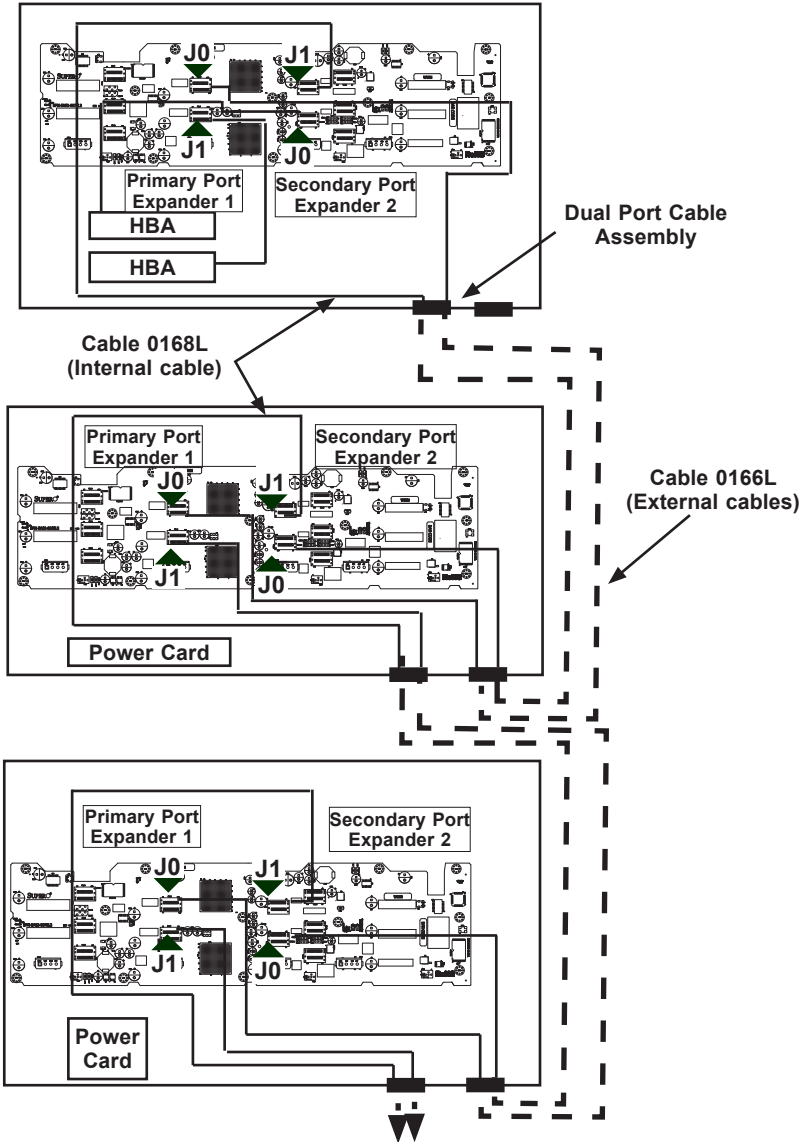 J0
J1
J1
J0
Primary Port
Expander 1
Secondary Port
Expander 2
HBA
HBA
Dual Port Cable
Assembly
Cable 0168L
(Internal cable)
Primary Port
Expander 1
Secondary Port
Expander 2
J0
J1
J1
J0
Power Card
Cable 0166L
(External cables)
Primary Port
Expander 1
Secondary Port
Expander 2
J0
J1
J1
J0
Power
Card